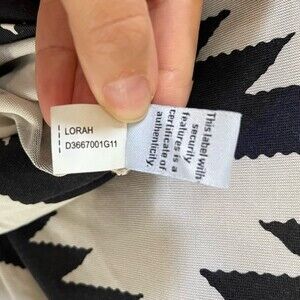 LORAH
D3667001G11
This label with
security
features is a
certificate of
authenticity